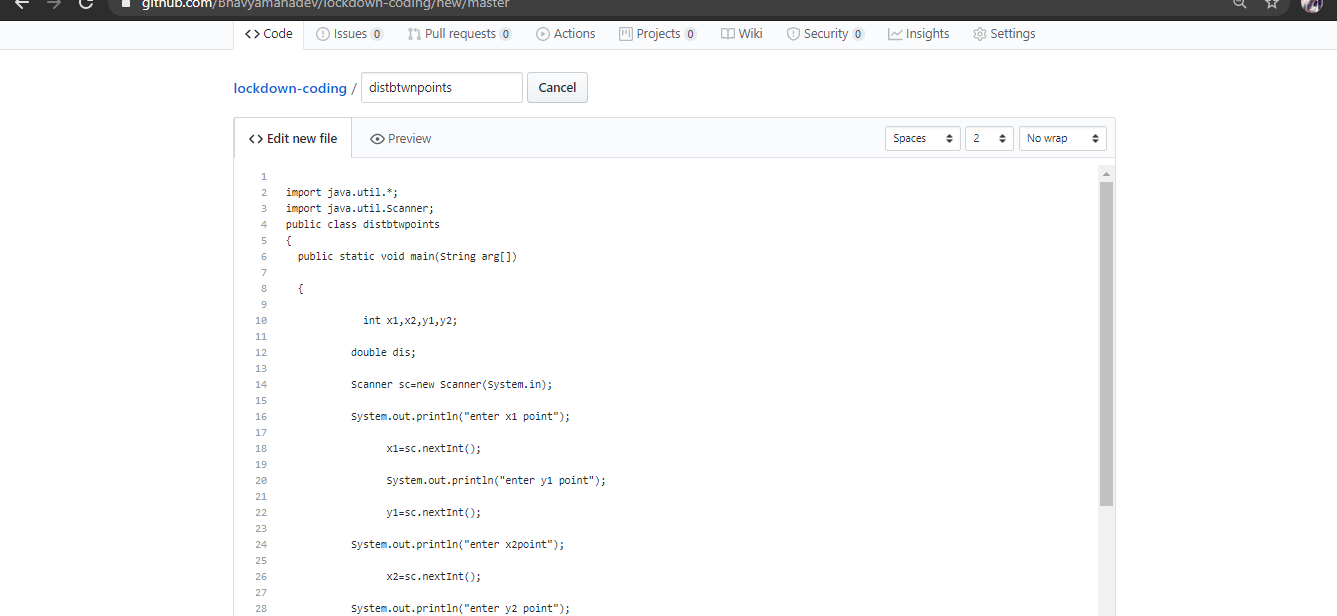 github.com/Bhavyamahadev/lockdown-coding/new/master
Code Issues 0 Pull requests 0 Actions Projects 0 Wiki Security 0 Insights Settings
lockdown-coding / distbtwnpoints Cancel
Edit new file Preview Spaces 2 No wrap
1
2 import java.util.*;
3 import java.util.Scanner;
4 public class distbtwpoints
5 {
6 public static void main(String arg[])
7
8 {
9
10 int x1,x2,y1,y2;
11
12 double dis;
13
14 Scanner sc=new Scanner(System.in);
15
16 System.out.println("enter x1 point");
17
18 x1=sc.nextInt();
19
20 System.out.println("enter y1 point");
21
22 y1=sc.nextInt();
23
24 System.out.println("enter x2point");
25
26 x2=sc.nextInt();
27
28 System.out.println("enter y2 point");